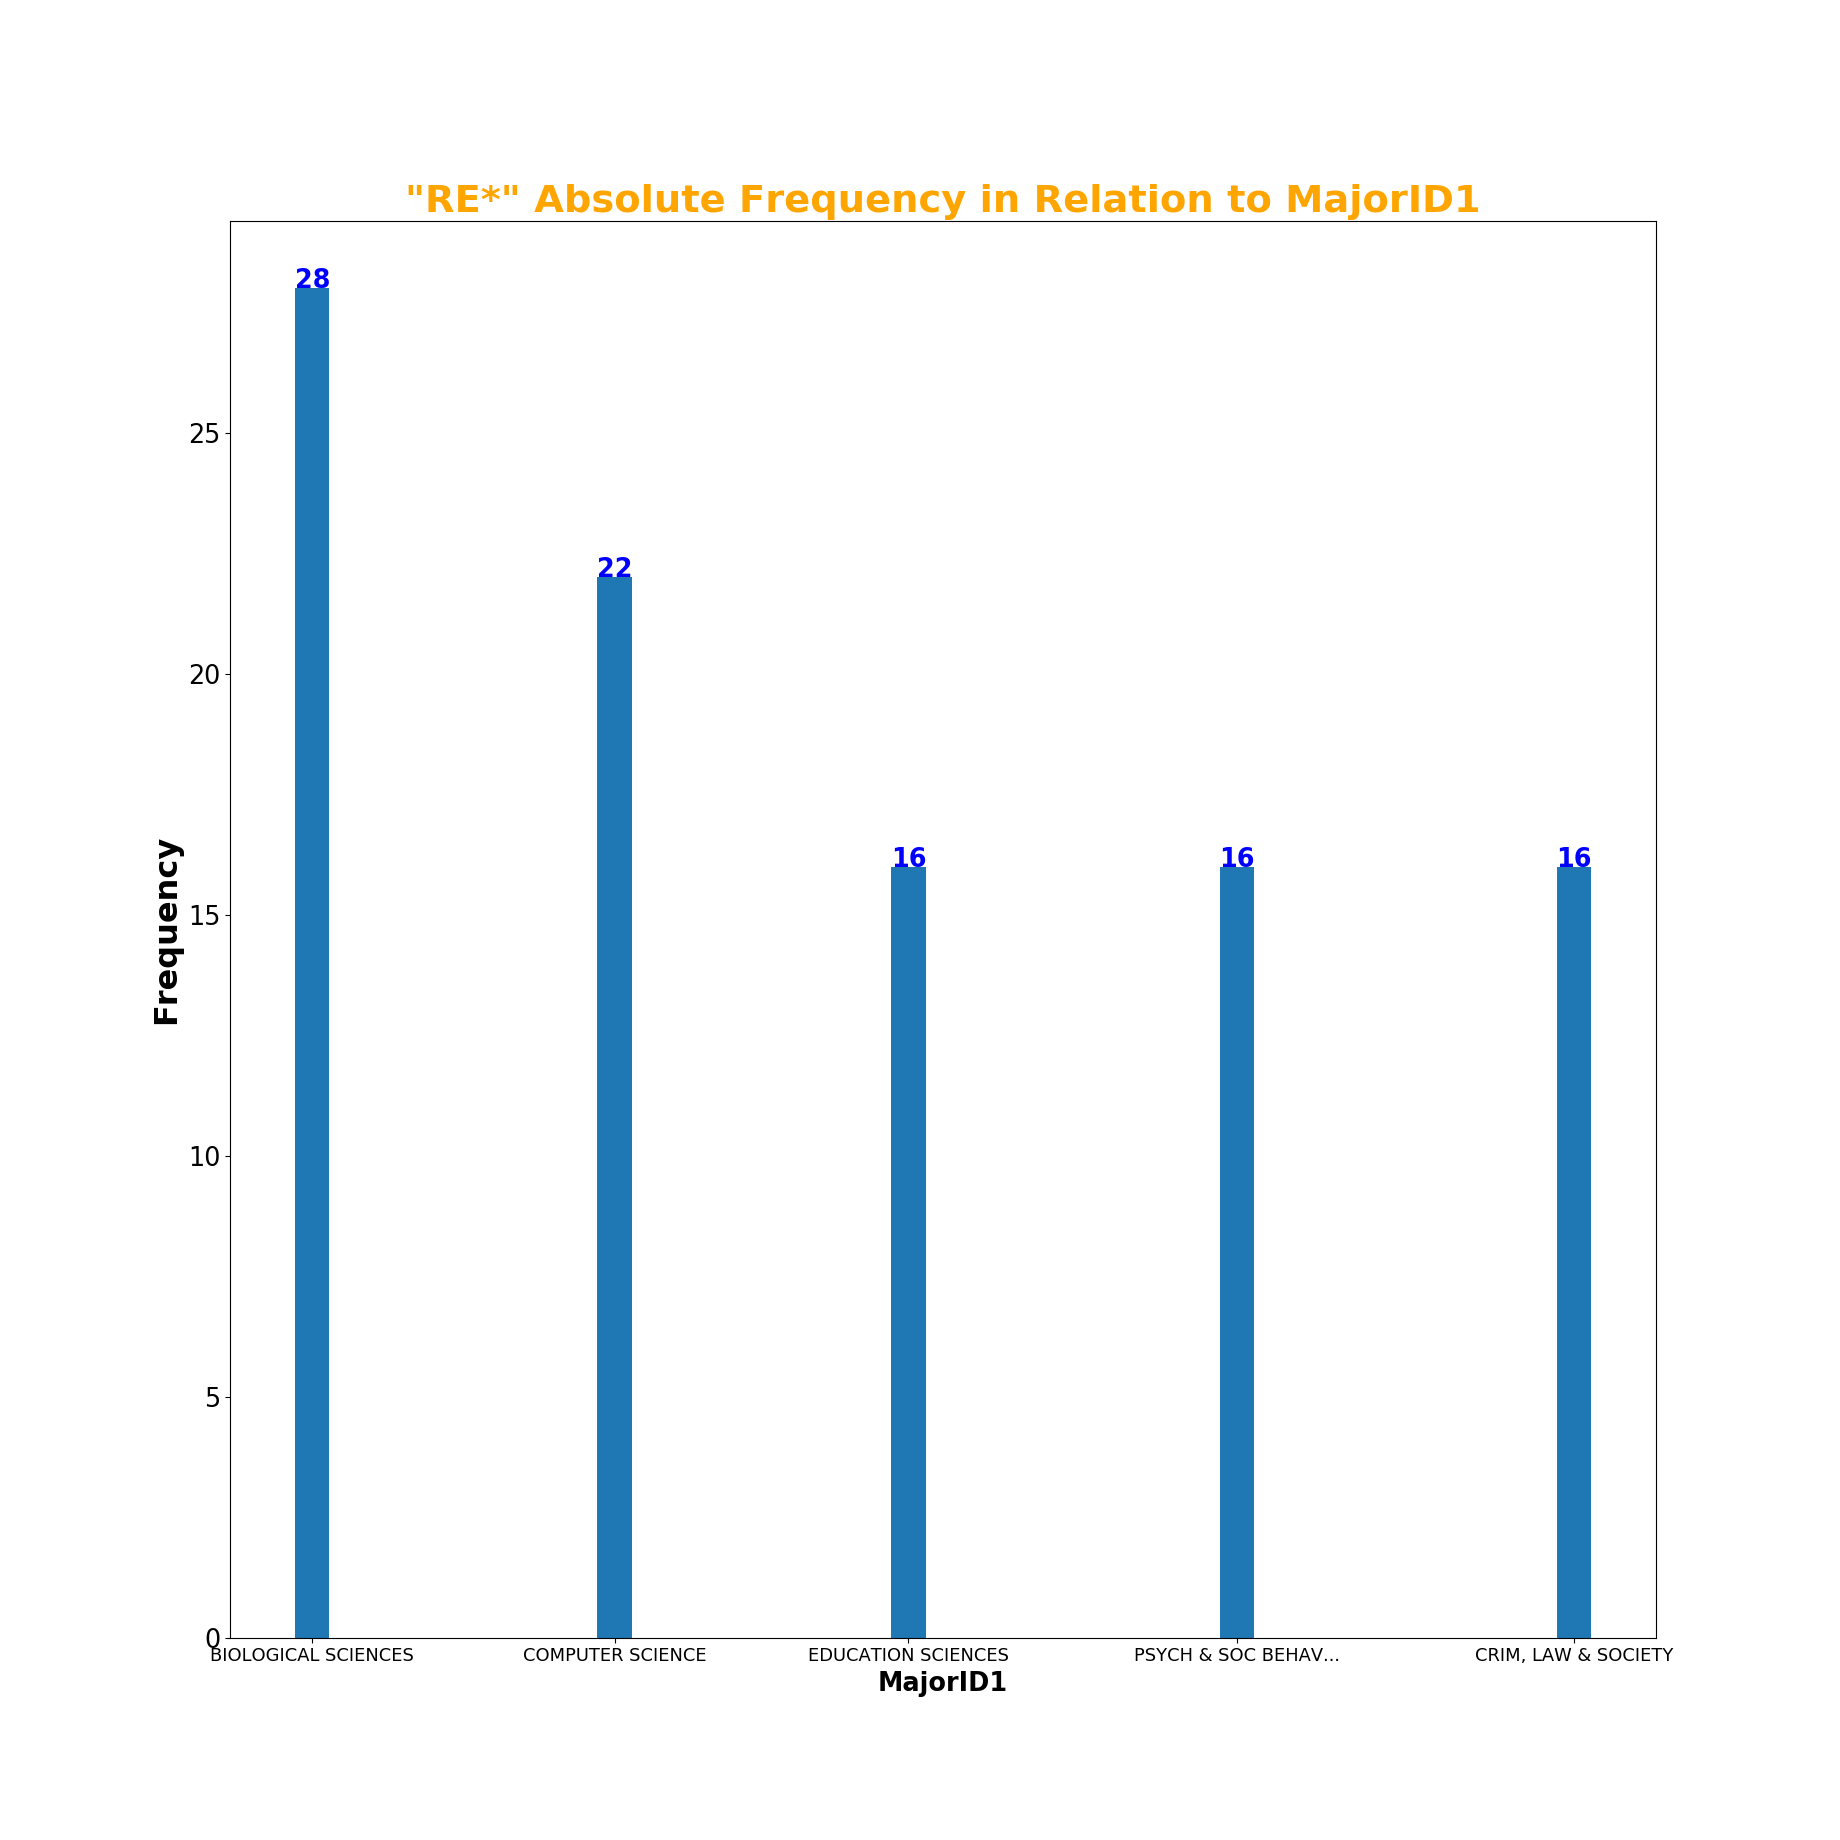 "RE*" Absolute Frequency in Relation to MajorID1
28
25
22
20
16 16 16
15
Frequency
10
5
0
BIOLOGICAL SCIENCES COMPUTER SCIENCE EDUCATION SCIENCES PSYCH & SOC BEHAV... CRIM, LAW & SOCIETY
MajorID1